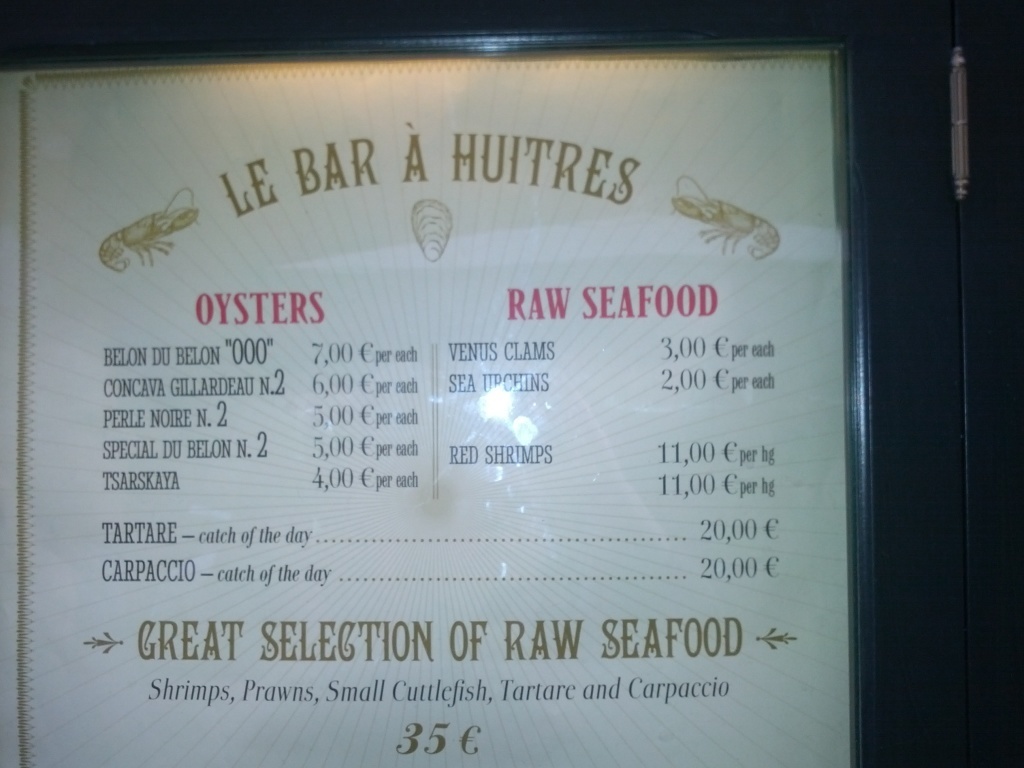 LE BAR À HUITRES
OYSTERS
BELON DU BELON "000" 7,00 € per each
CONCAVA GILLARDEAU N.2 6,00 € per each
PERLE NOIRE N. 2 5,00 € per each
SPECIAL DU BELON N. 2 5,00 € per each
TSARSKAYA 4,00 € per each
RAW SEAFOOD
VENUS CLAMS 3,00 € per each
SEA URCHINS 2,00 € per each
RED SHRIMPS 11,00 € per hg
11,00 € per hg
TARTARE – catch of the day 20,00 €
CARPACCIO – catch of the day 20,00 €
GREAT SELECTION OF RAW SEAFOOD
Shrimps, Prawns, Small Cuttlefish, Tartare and Carpaccio
35 €